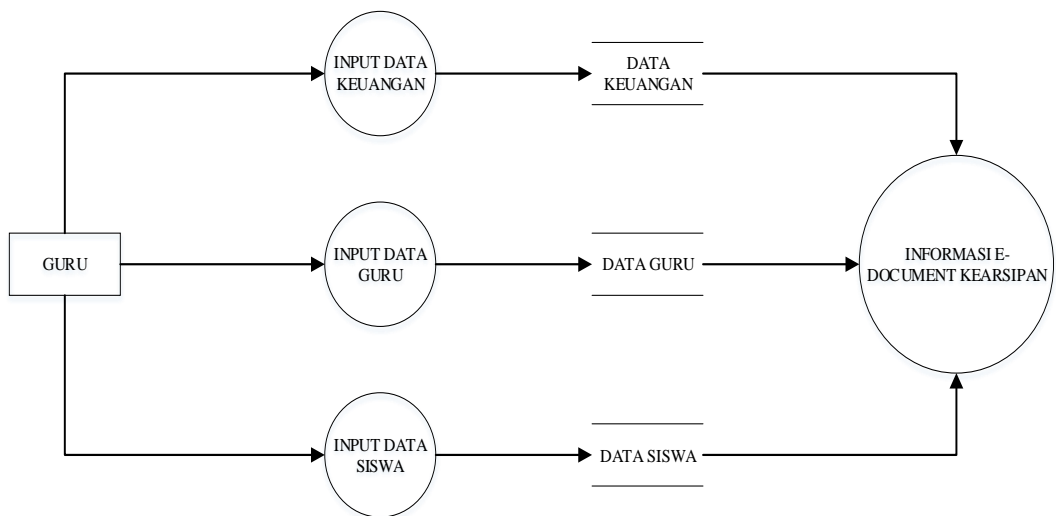 INPUT DATA
KEUANGAN
DATA
KEUANGAN
GURU
INPUT DATA
GURU
DATA GURU
INFORMASI E-
DOCUMENT KEARSIPAN
INPUT DATA
SISWA
DATA SISWA